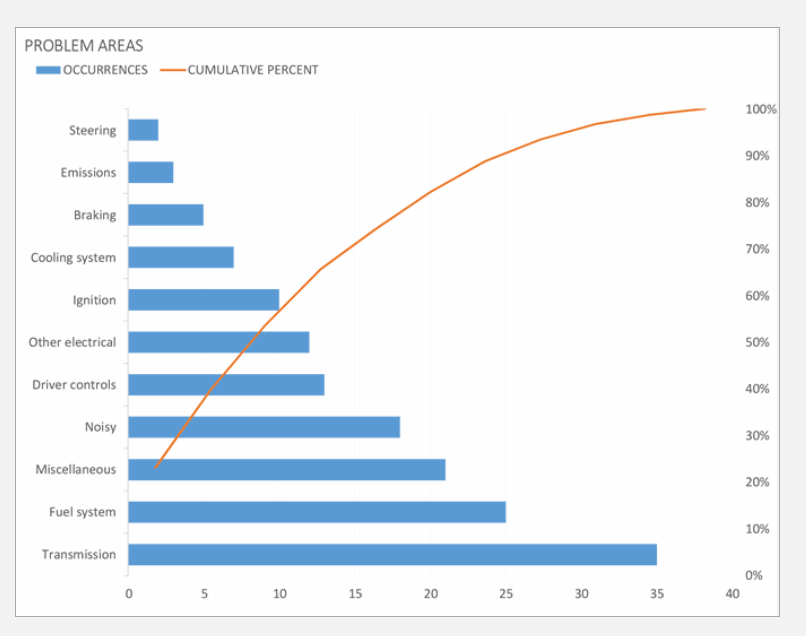 PROBLEM AREAS
OCCURRENCES CUMULATIVE PERCENT
100%
Steering
Emissions
90%
Braking
80%
Cooling system
70%
Ignition
60%
Other electrical
50%
Driver controls
40%
Noisy
30%
Miscellaneous
20%
Fuel system
10%
Transmission
0%
0 5 10 15 20 25 30 35 40